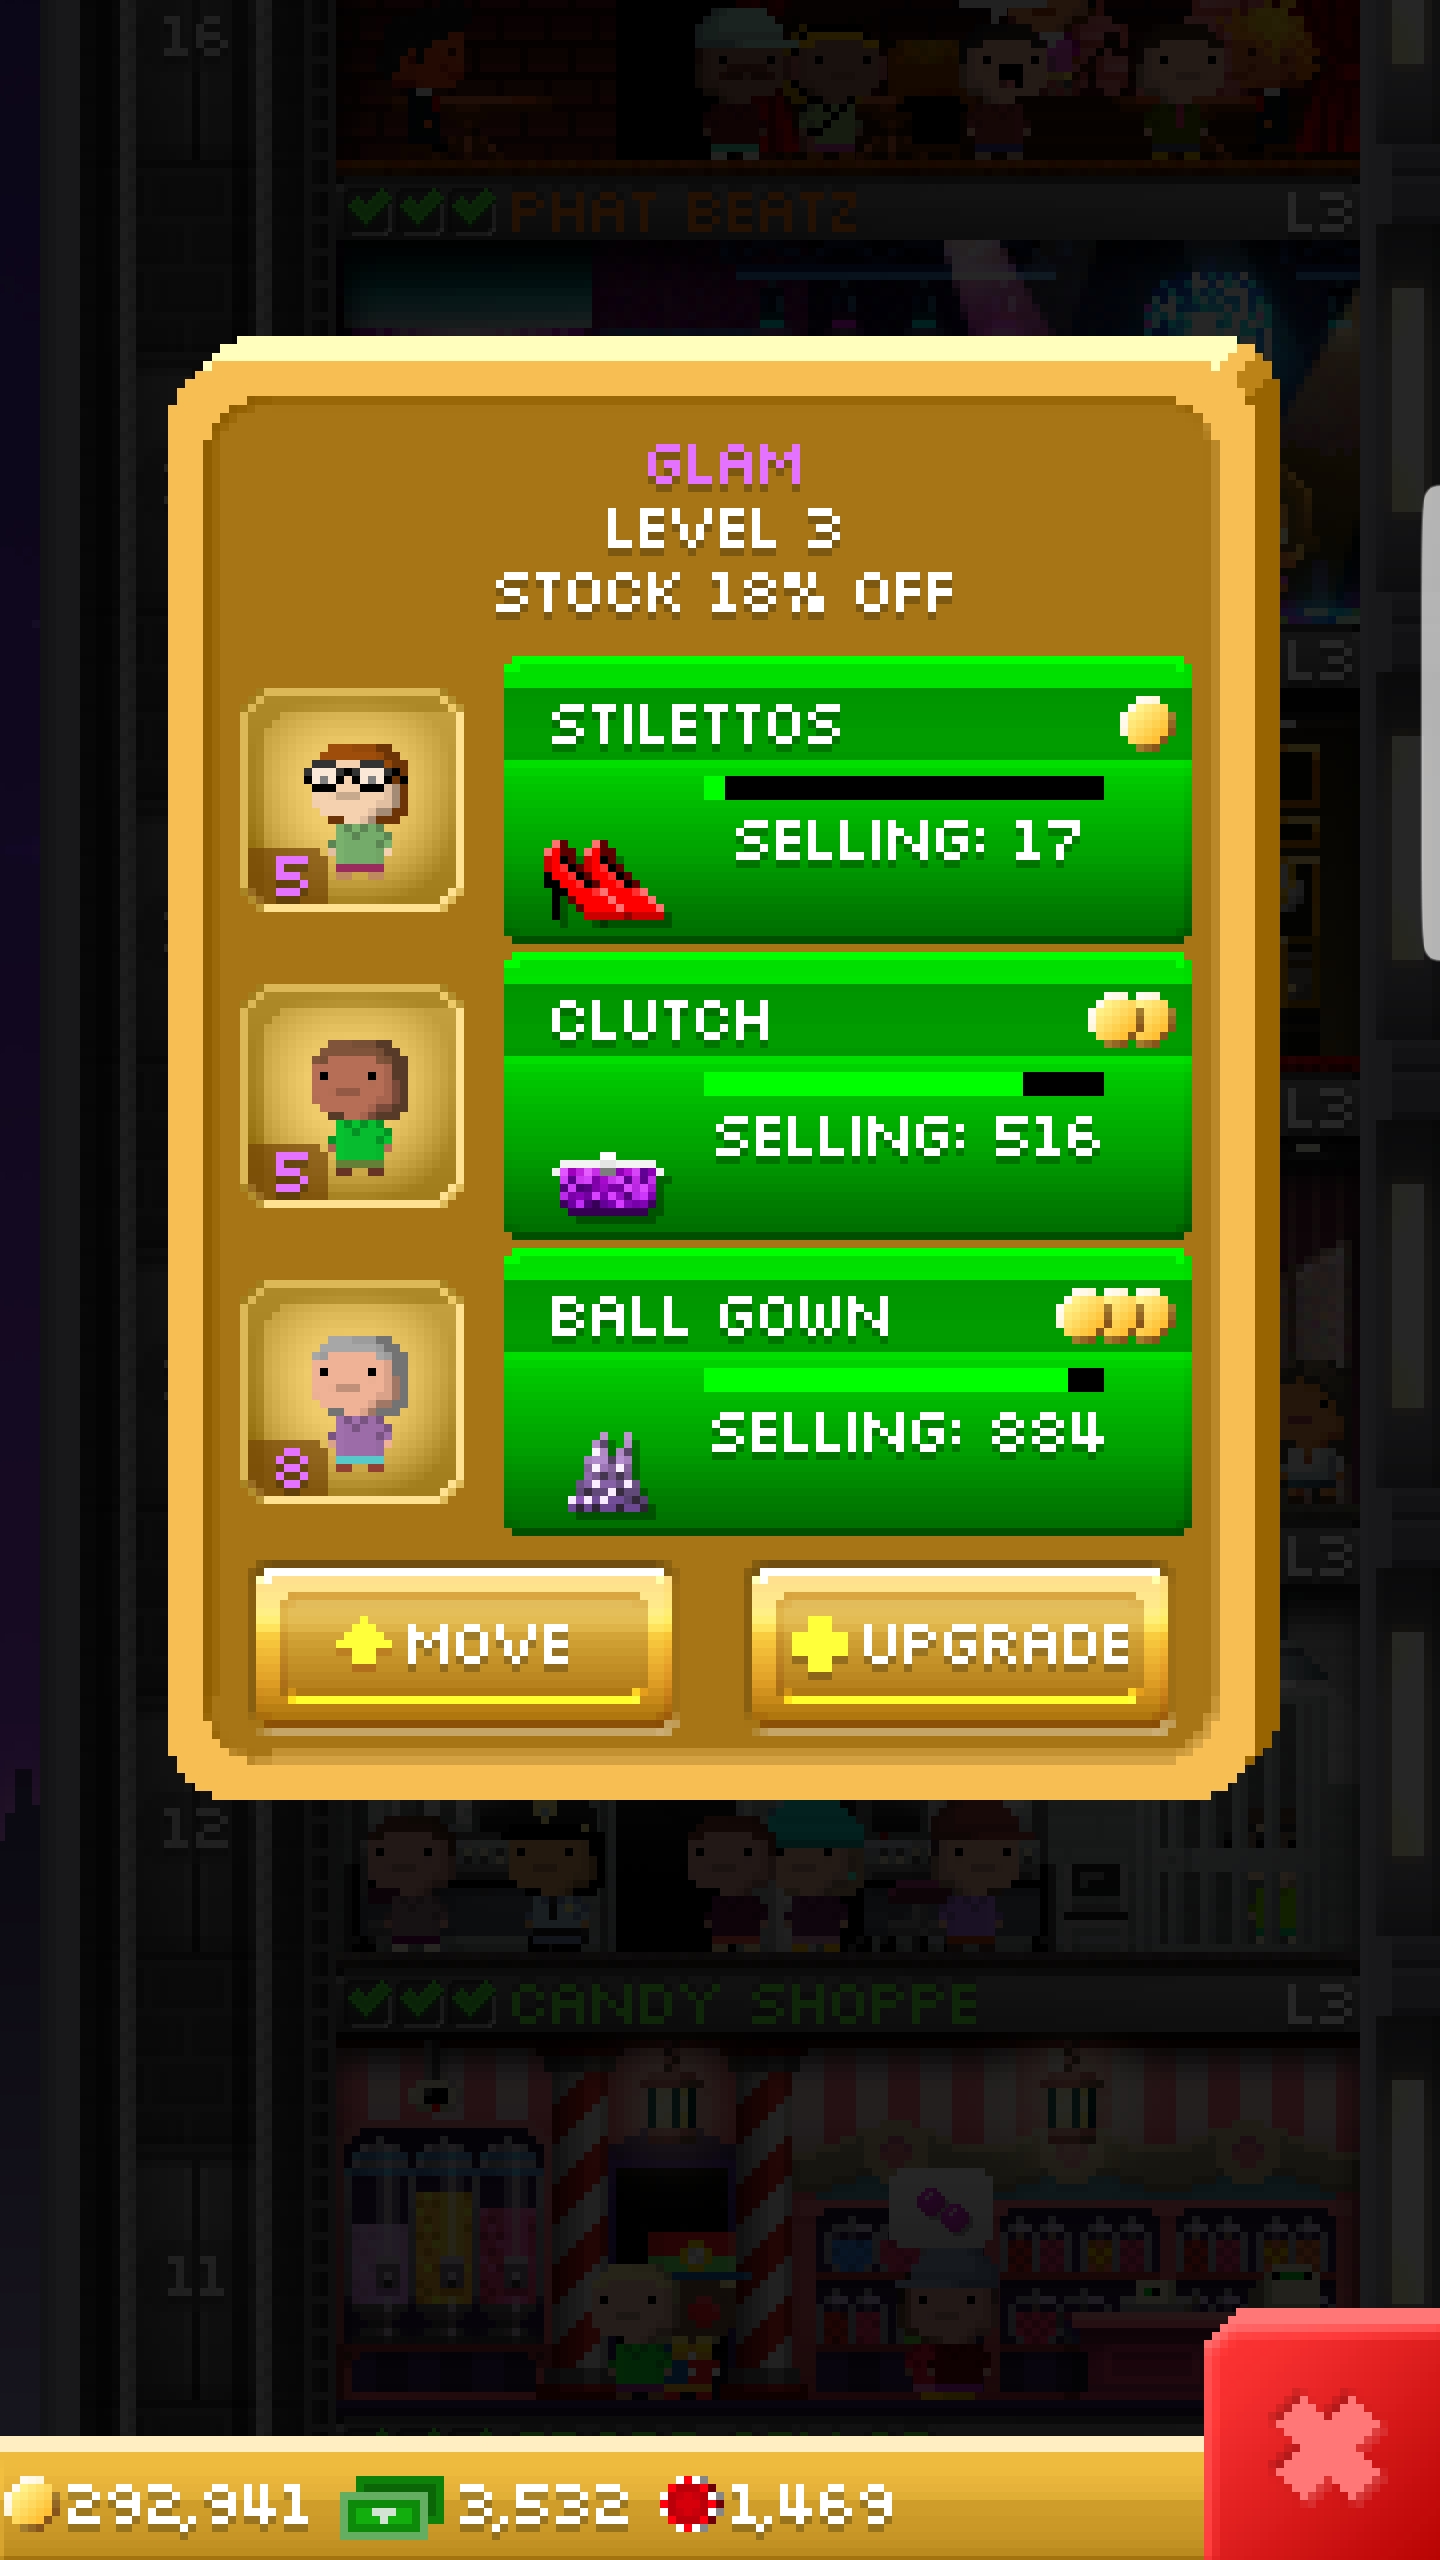 16
PHAT BEATZ L3
GLAM
LEVEL 3
STOCK 18% OFF
L3
STILETTOS
SELLING: 17
5
CLUTCH
L3
SELLING: 516
5
BALL GOWN
SELLING: 884
8
L3
MOVE UPGRADE
12
CANDY SHOPPE L3
11
292,941 3,532 1,469